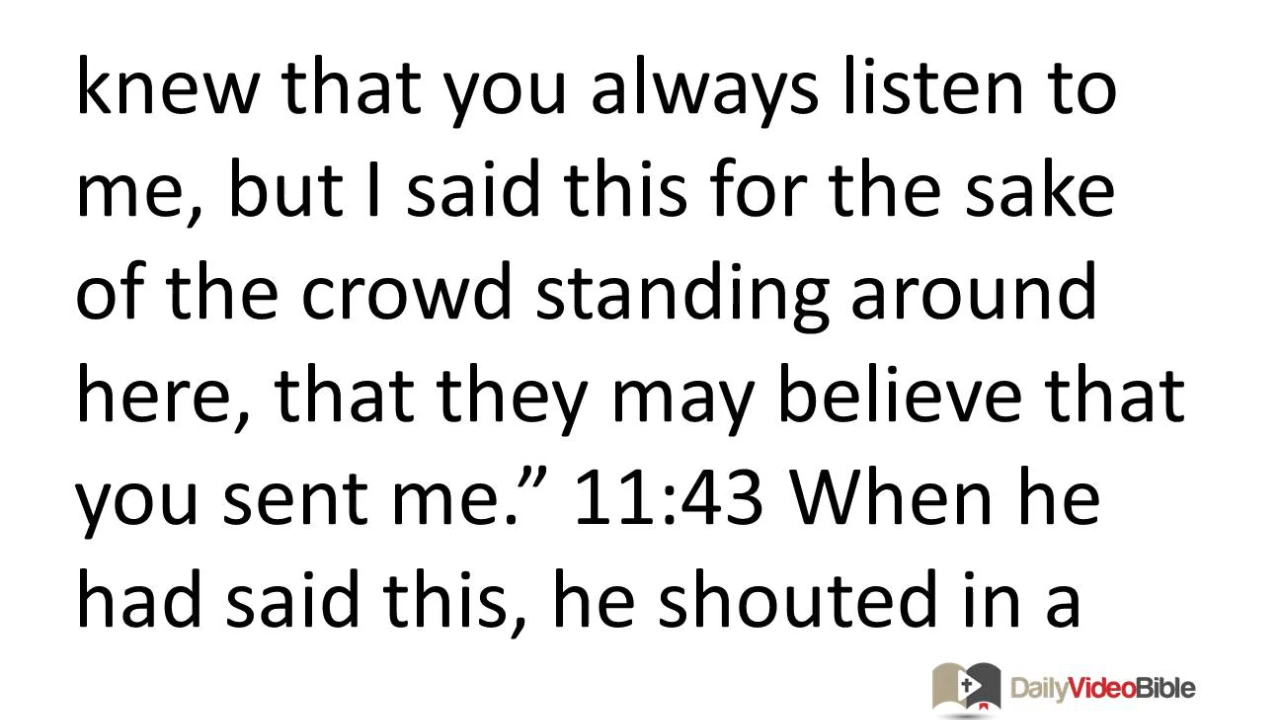 knew that you always listen to
me, but I said this for the sake
of the crowd standing around
here, that they may believe that
you sent me.” 11:43 When he
had said this, he shouted in a
DailyVideoBible